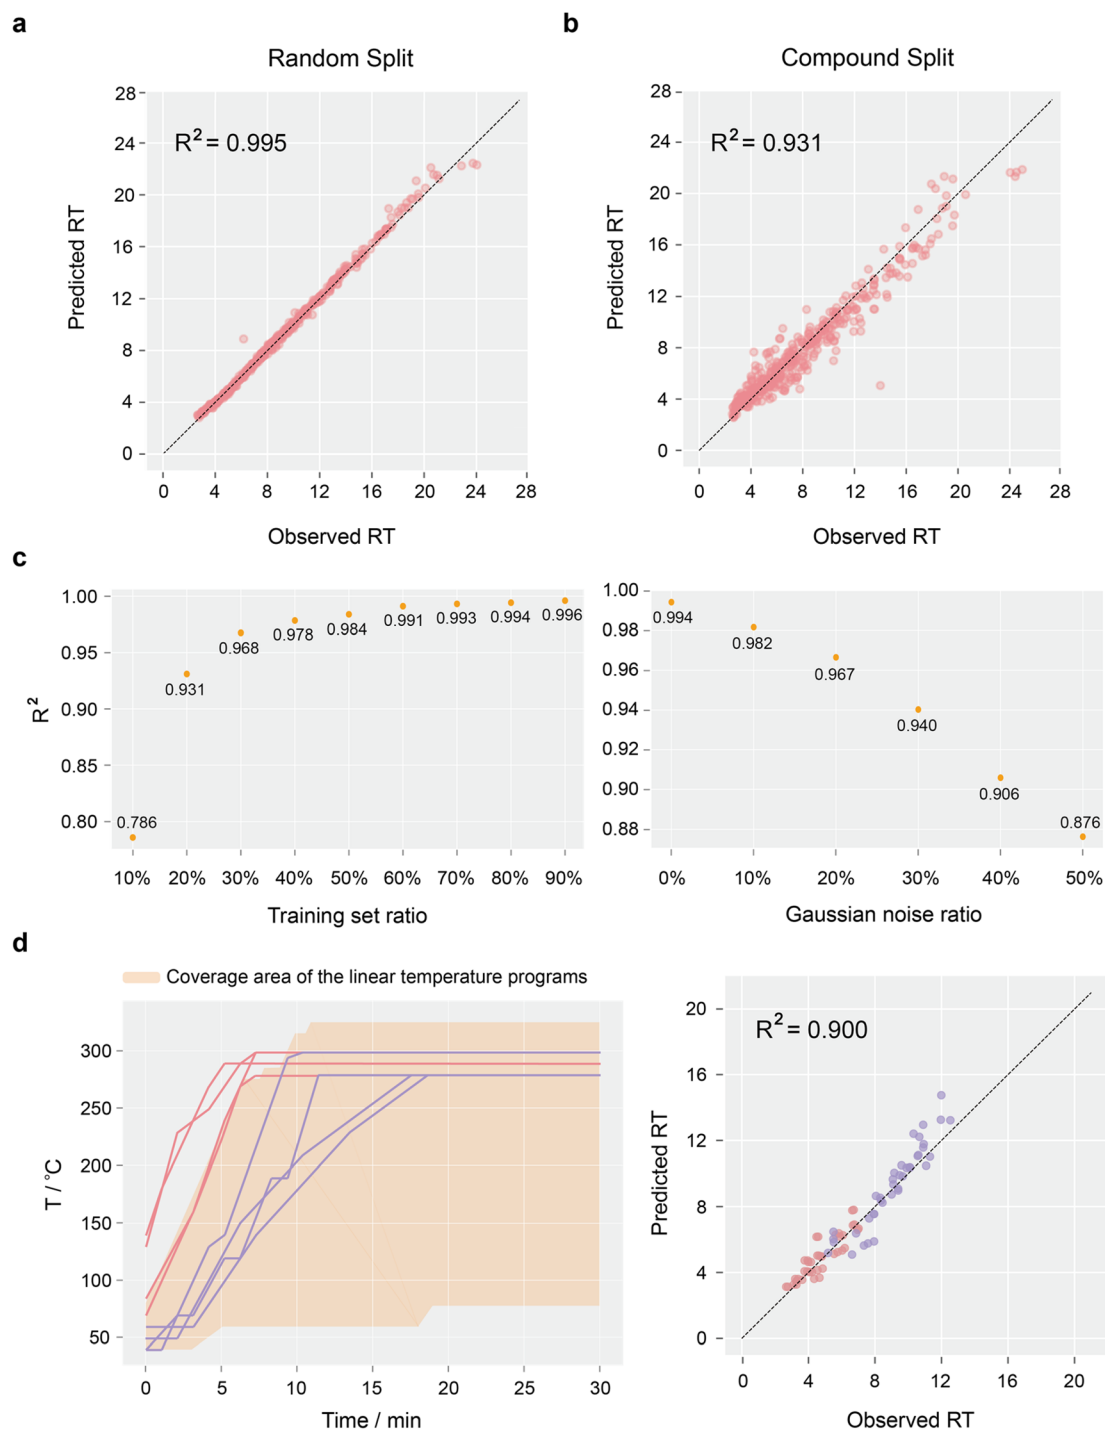 a
Random Split
R² = 0.995
Predicted RT
28
24
20
16
12
8
4
0
0 4 8 12 16 20 24 28
Observed RT
b
Compound Split
R² = 0.931
Predicted RT
28
24
20
16
12
8
4
0
0 4 8 12 16 20 24 28
Observed RT
c
R²
1.00
0.95
0.90
0.85
0.80
0.786
0.931
0.968
0.978
0.984
0.991
0.993
0.994
0.996
10% 20% 30% 40% 50% 60% 70% 80% 90%
Training set ratio
1.00
0.98
0.96
0.94
0.92
0.90
0.88
0.994
0.982
0.967
0.940
0.906
0.876
0% 10% 20% 30% 40% 50%
Gaussian noise ratio
d
Coverage area of the linear temperature programs
T / °C
300
250
200
150
100
50
0 5 10 15 20 25 30
Time / min
R² = 0.900
Predicted RT
20
16
12
8
4
0
0 4 8 12 16 20
Observed RT